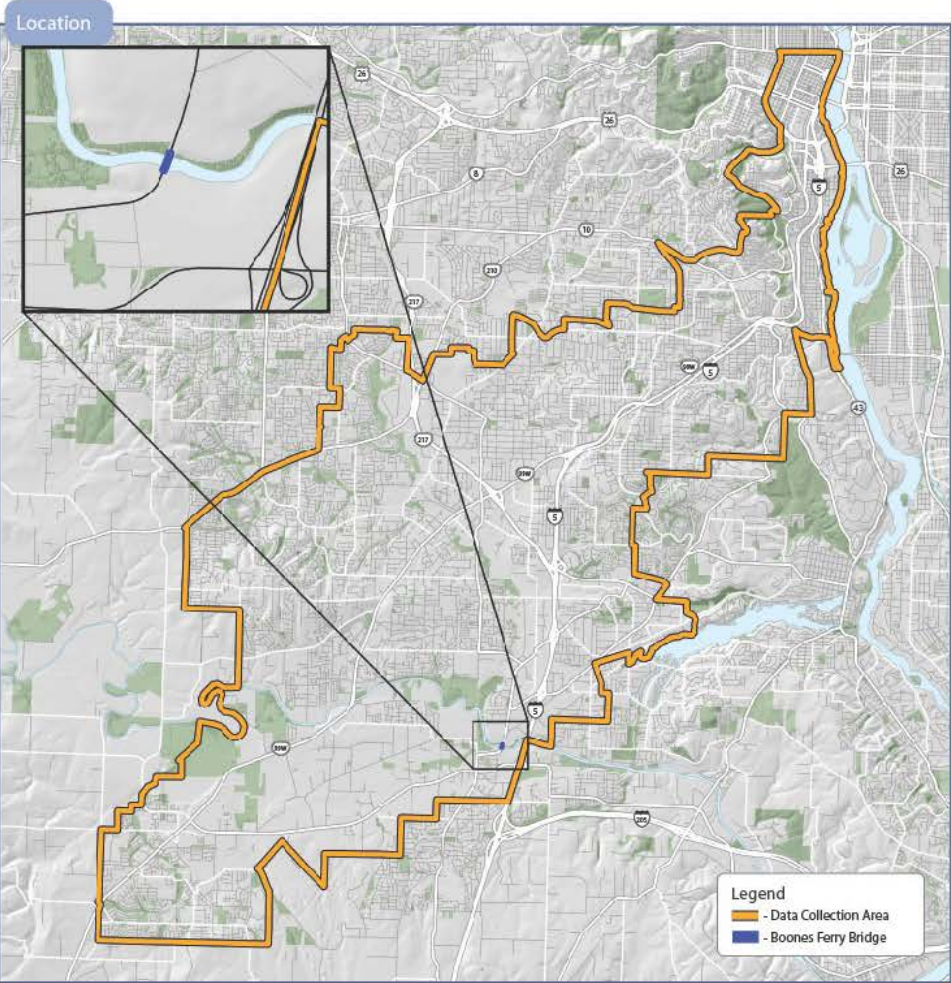 Location
26
26
8
26
5
10
210
217
99W
5
43
217
99W
5
5
99W
205
Legend
- Data Collection Area
- Boones Ferry Bridge